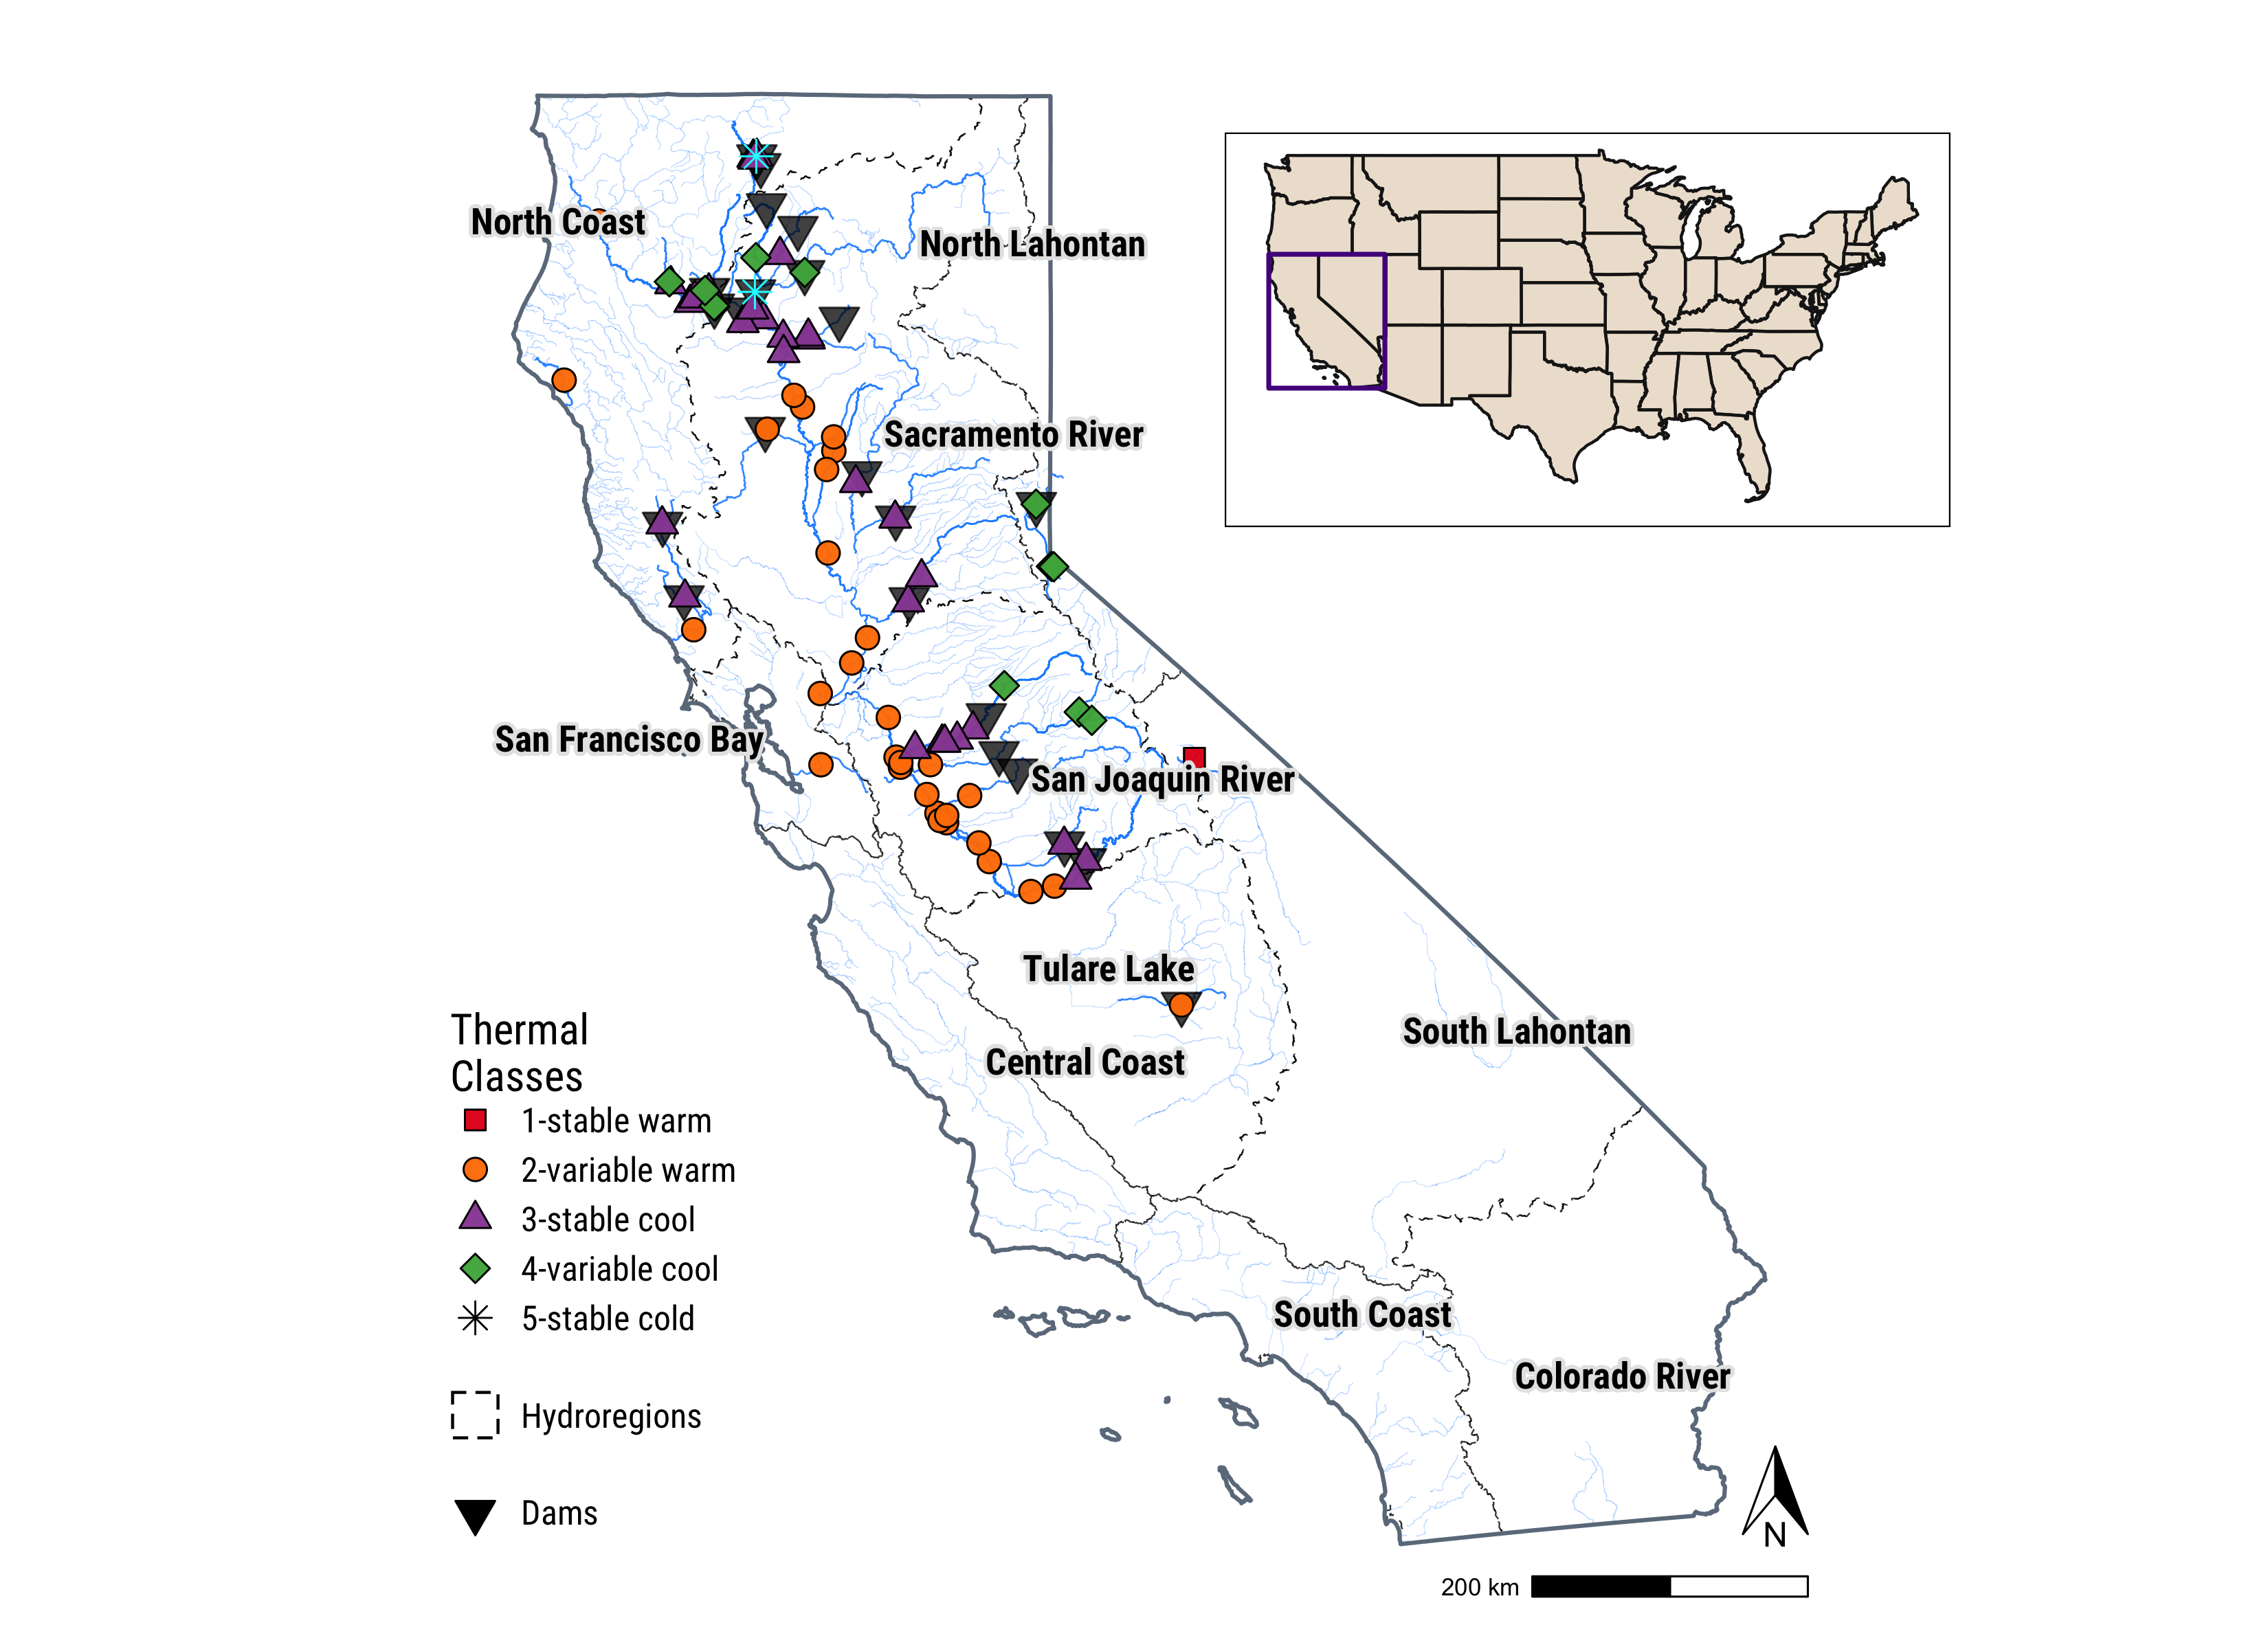 North Coast
North Lahontan
Sacramento River
San Francisco Bay
San Joaquin River
Tulare Lake
Central Coast
South Lahontan
South Coast
Colorado River
Thermal
Classes
1-stable warm
2-variable warm
3-stable cool
4-variable cool
5-stable cold
Hydroregions
Dams
N
200 km